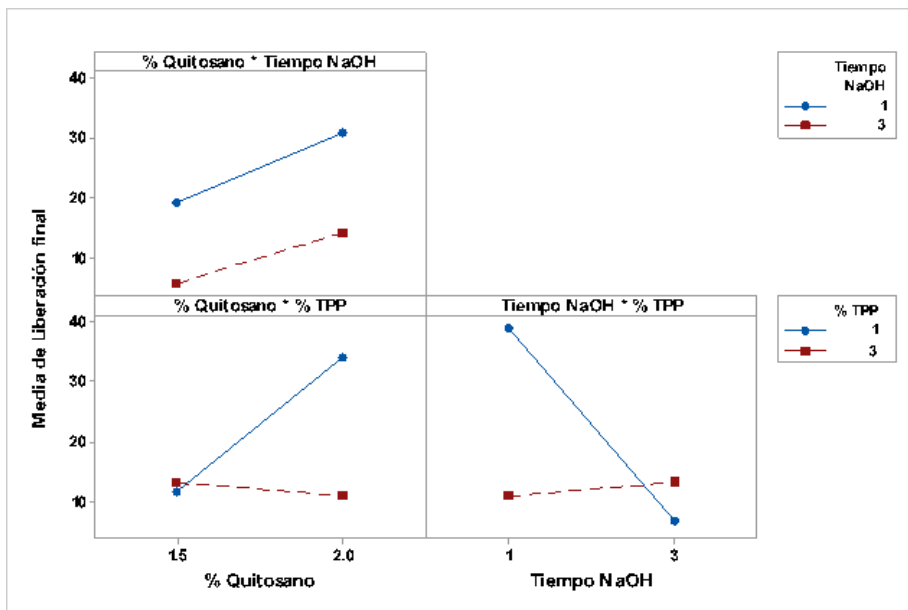 % Quitosano * Tiempo NaOH
Tiempo
NaOH
1
3
40
30
20
10
Media de Liberación final
% Quitosano * % TPP
Tiempo NaOH * % TPP
% TPP
1
3
40
30
20
10
1.5
2.0
1
3
% Quitosano
Tiempo NaOH